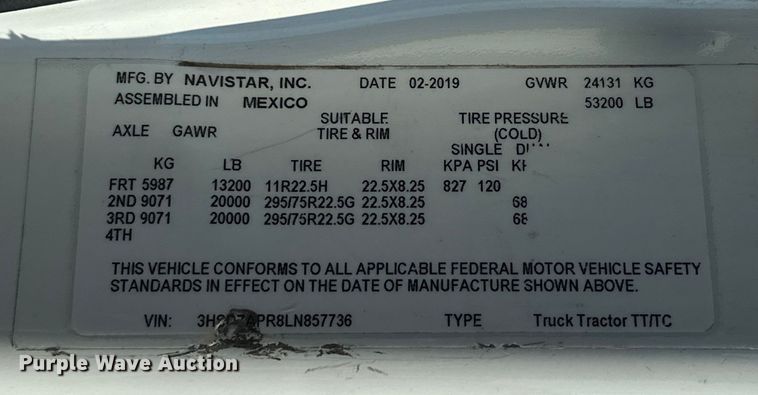 MFG. BY NAVISTAR, INC. DATE 02-2019 GVWR 24131 KG
ASSEMBLED IN MEXICO 53200 LB
SUITABLE TIRE PRESSURE
AXLE GAWR TIRE & RIM (COLD)
SINGLE
KG LB TIRE RIM KPA PSI
FRT 5987 13200 11R22.5H 22.5X8.25 827 120
2ND 9071 20000 295/75R22.5G 22.5X8.25
3RD 9071 20000 295/75R22.5G 22.5X8.25
4TH
THIS VEHICLE CONFORMS TO ALL APPLICABLE FEDERAL MOTOR VEHICLE SAFETY
STANDARDS IN EFFECT ON THE DATE OF MANUFACTURE SHOWN ABOVE.
VIN: TYPE Truck Tractor TT/TC
Purple Wave Auction